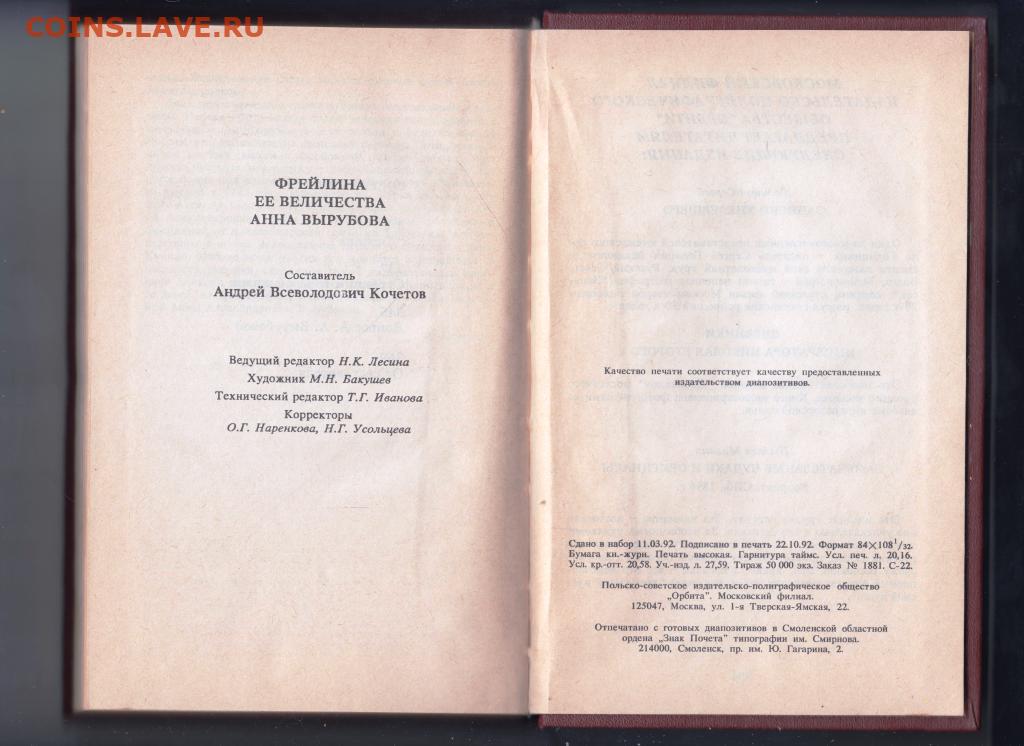 COINS.LAVE.RU
ФРЕЙЛИНА
ЕЕ ВЕЛИЧЕСТВА
АННА ВЫРУБОВА
Составитель
Андрей Всеволодович Кочетов
Ведущий редактор Н.К. Лесина
Художник М.Н. Бакушев
Технический редактор Т.Г. Иванова
Корректоры
О.Г. Наренкова, Н.Г. Усольцева
Качество печати соответствует качеству предоставленных
издательством диапозитивов.
Сдано в набор 11.03.92. Подписано в печать 22.10.92. Формат 84×108 1/32.
Бумага кн.-журн. Печать высокая. Гарнитура таймс. Усл. печ. л. 20,16.
Усл. кр.-отт. 20,58. Уч.-изд. л. 27,59. Тираж 50 000 экз. Заказ № 1881. С-22.
Польско-советское издательско-полиграфическое общество
„Орбита". Московский филиал.
125047, Москва, ул. 1-я Тверская-Ямская, 22.
Отпечатано с готовых диапозитивов в Смоленской областной
ордена „Знак Почета" типографии им. Смирнова.
214000, Смоленск, пр. им. Ю. Гагарина, 2.